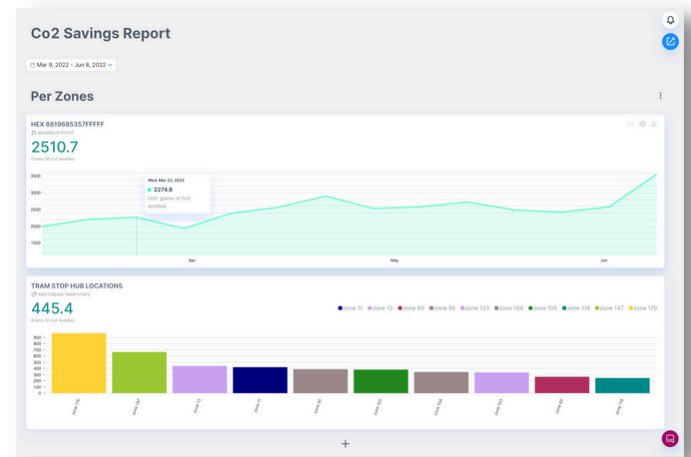 Co2 Savings Report
Mar 9, 2022 - Jun 8, 2022
Per Zones
HEX 8819695357FFFFF
8819695357FFFFF
2510.7
Grams Of Co2 Avoided
Wed, Mar 23, 2022
2274.8
Unit: grams of Co2
avoided
3500
3000
2500
2000
1500
Apr May Jun
TRAM STOP HUB LOCATIONS
AMSTERDAM TRAM STOPS
445.4
Grams Of Co2 Avoided
zone 11 zone 13 zone 60 zone 95 zone 103 zone 104 zone 105 zone 118 zone 147 zone 170
900
800
700
600
500
400
300
200
100
0
zone 170 zone 147 zone 13 zone 11 zone 95 zone 105 zone 104 zone 103 zone 60 zone 118